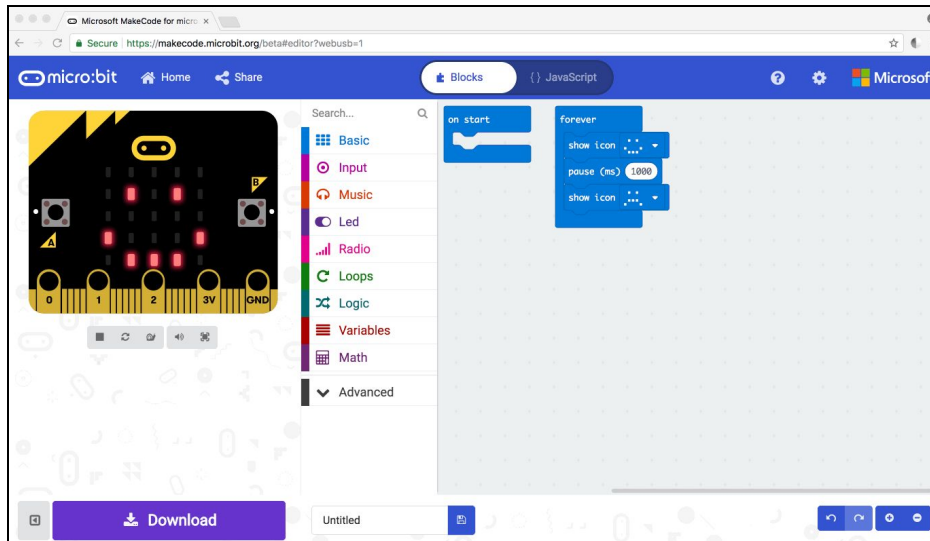 Microsoft MakeCode for micro:
Secure https://makecode.microbit.org/beta#editor?webusb=1
micro:bit Home Share Blocks {} JavaScript Microsof
Search...
Basic
Input
Music
Led
Radio
Loops
Logic
Variables
Math
Advanced
on start
forever
show icon
pause (ms) 1000
show icon
B
A
0 1 2 3V GND
Download
Untitled